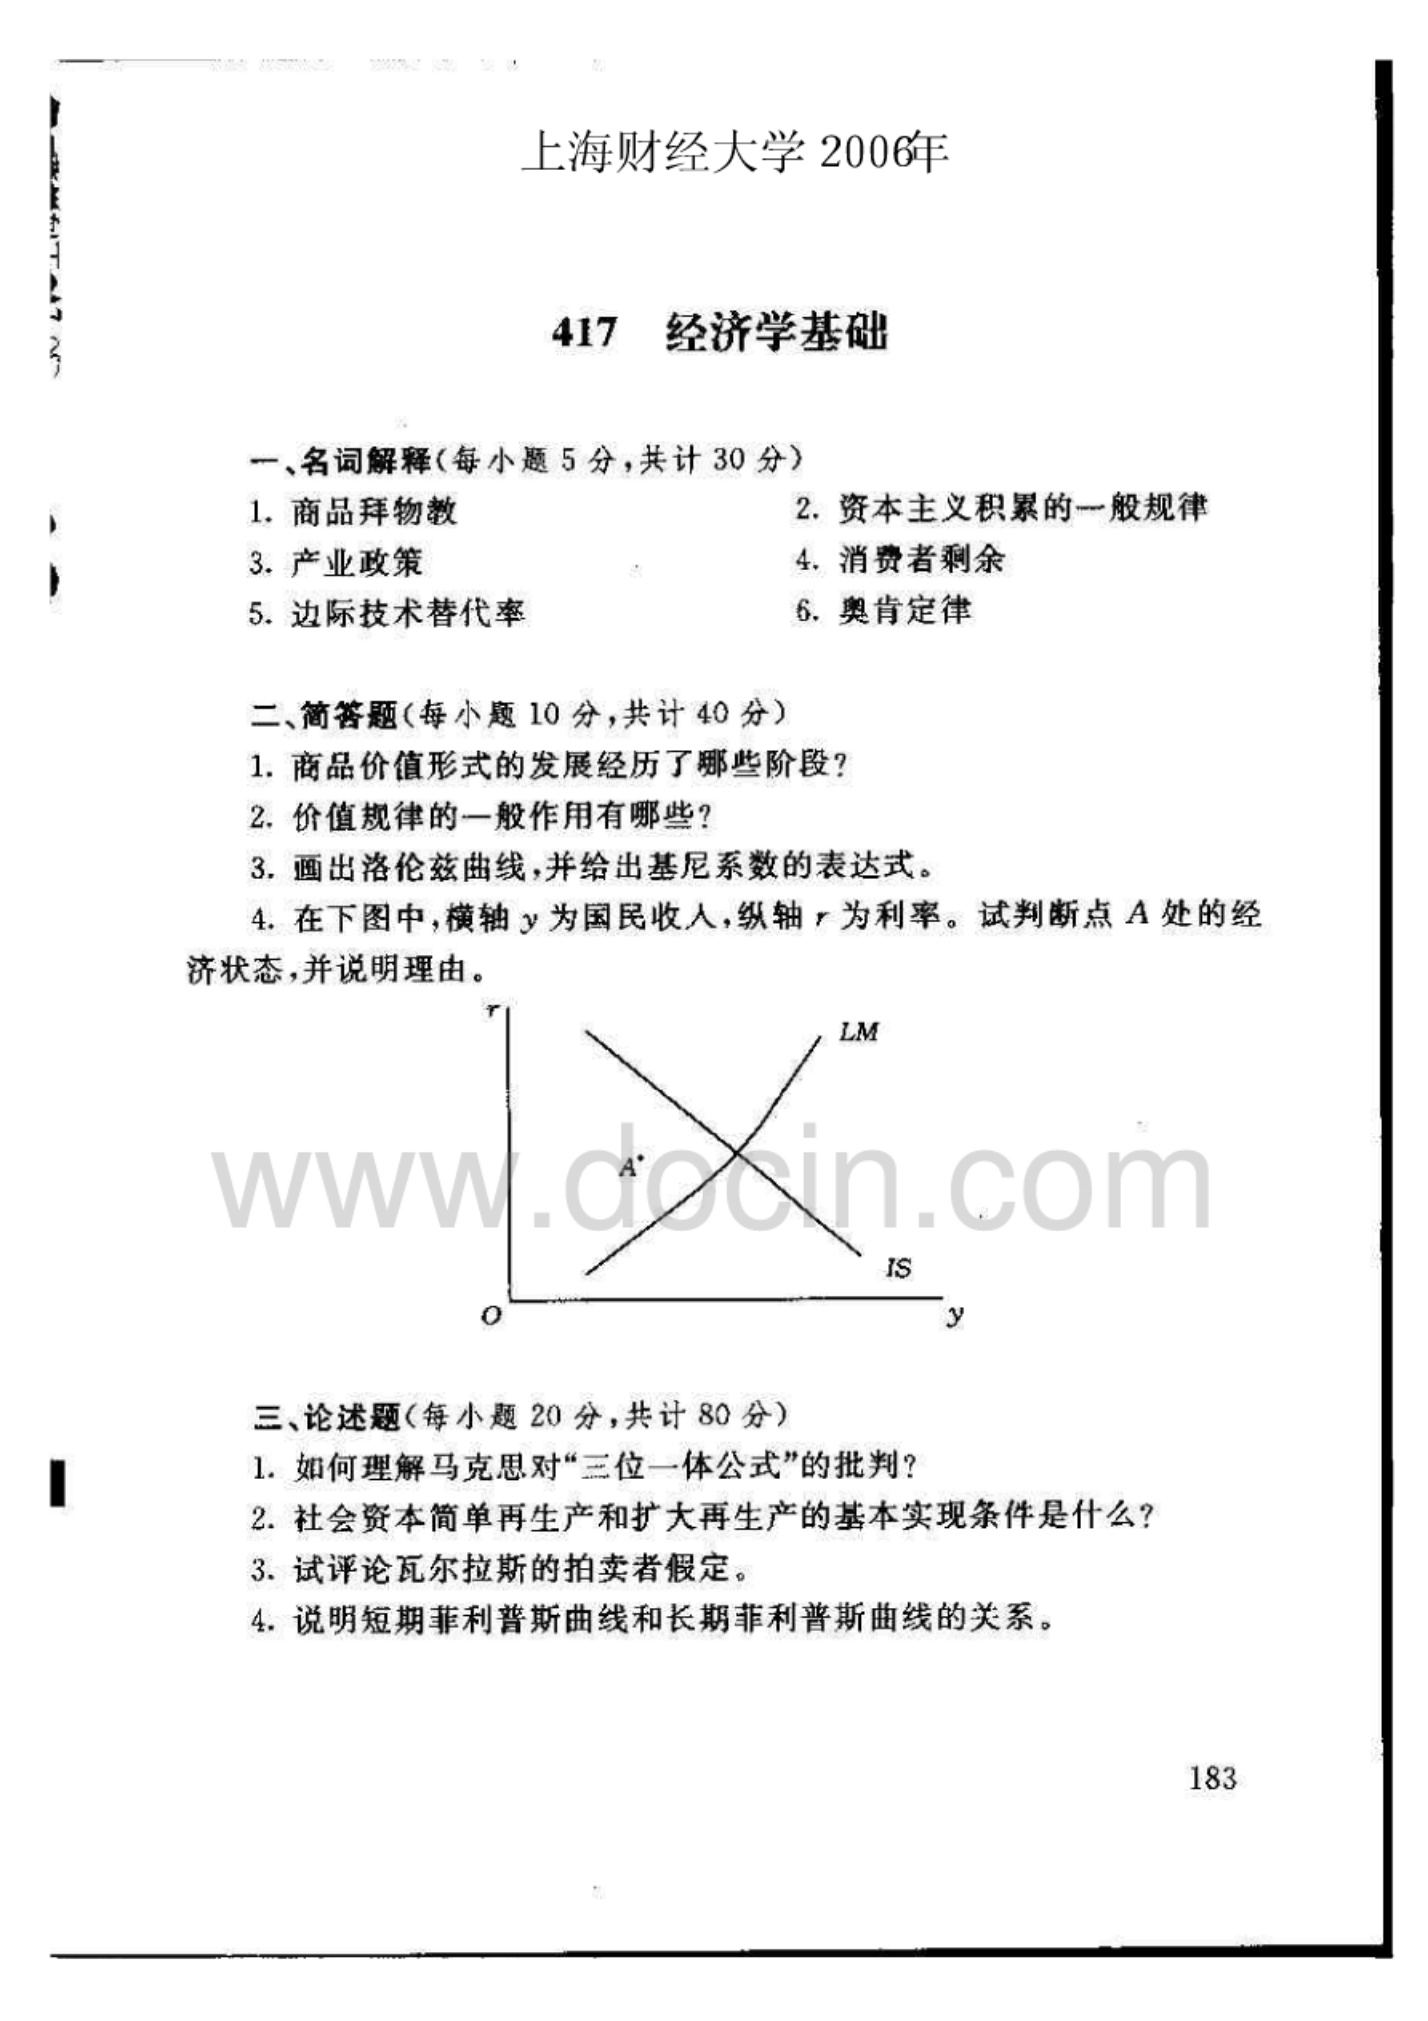 上海财经大学 2006年
417 经济学基础
一、名词解释(每小题 5 分,共计 30 分)
1. 商品拜物教 2. 资本主义积累的一般规律
3. 产业政策 4. 消费者剩余
5. 边际技术替代率 6. 奥肯定律
二、简答题(每小题 10 分,共计 40 分)
1. 商品价值形式的发展经历了哪些阶段?
2. 价值规律的一般作用有哪些?
3. 画出洛伦兹曲线,并给出基尼系数的表达式。
4. 在下图中,横轴 y 为国民收入,纵轴 r 为利率。试判断点 A 处的经
济状态,并说明理由。
r
LM
A
www.docin.com
IS
O
y
三、论述题(每小题 20 分,共计 80 分)
1. 如何理解马克思对“三位一体公式”的批判?
2. 社会资本简单再生产和扩大再生产的基本实现条件是什么?
3. 试评论瓦尔拉斯的拍卖者假定。
4. 说明短期菲利普斯曲线和长期菲利普斯曲线的关系。
183